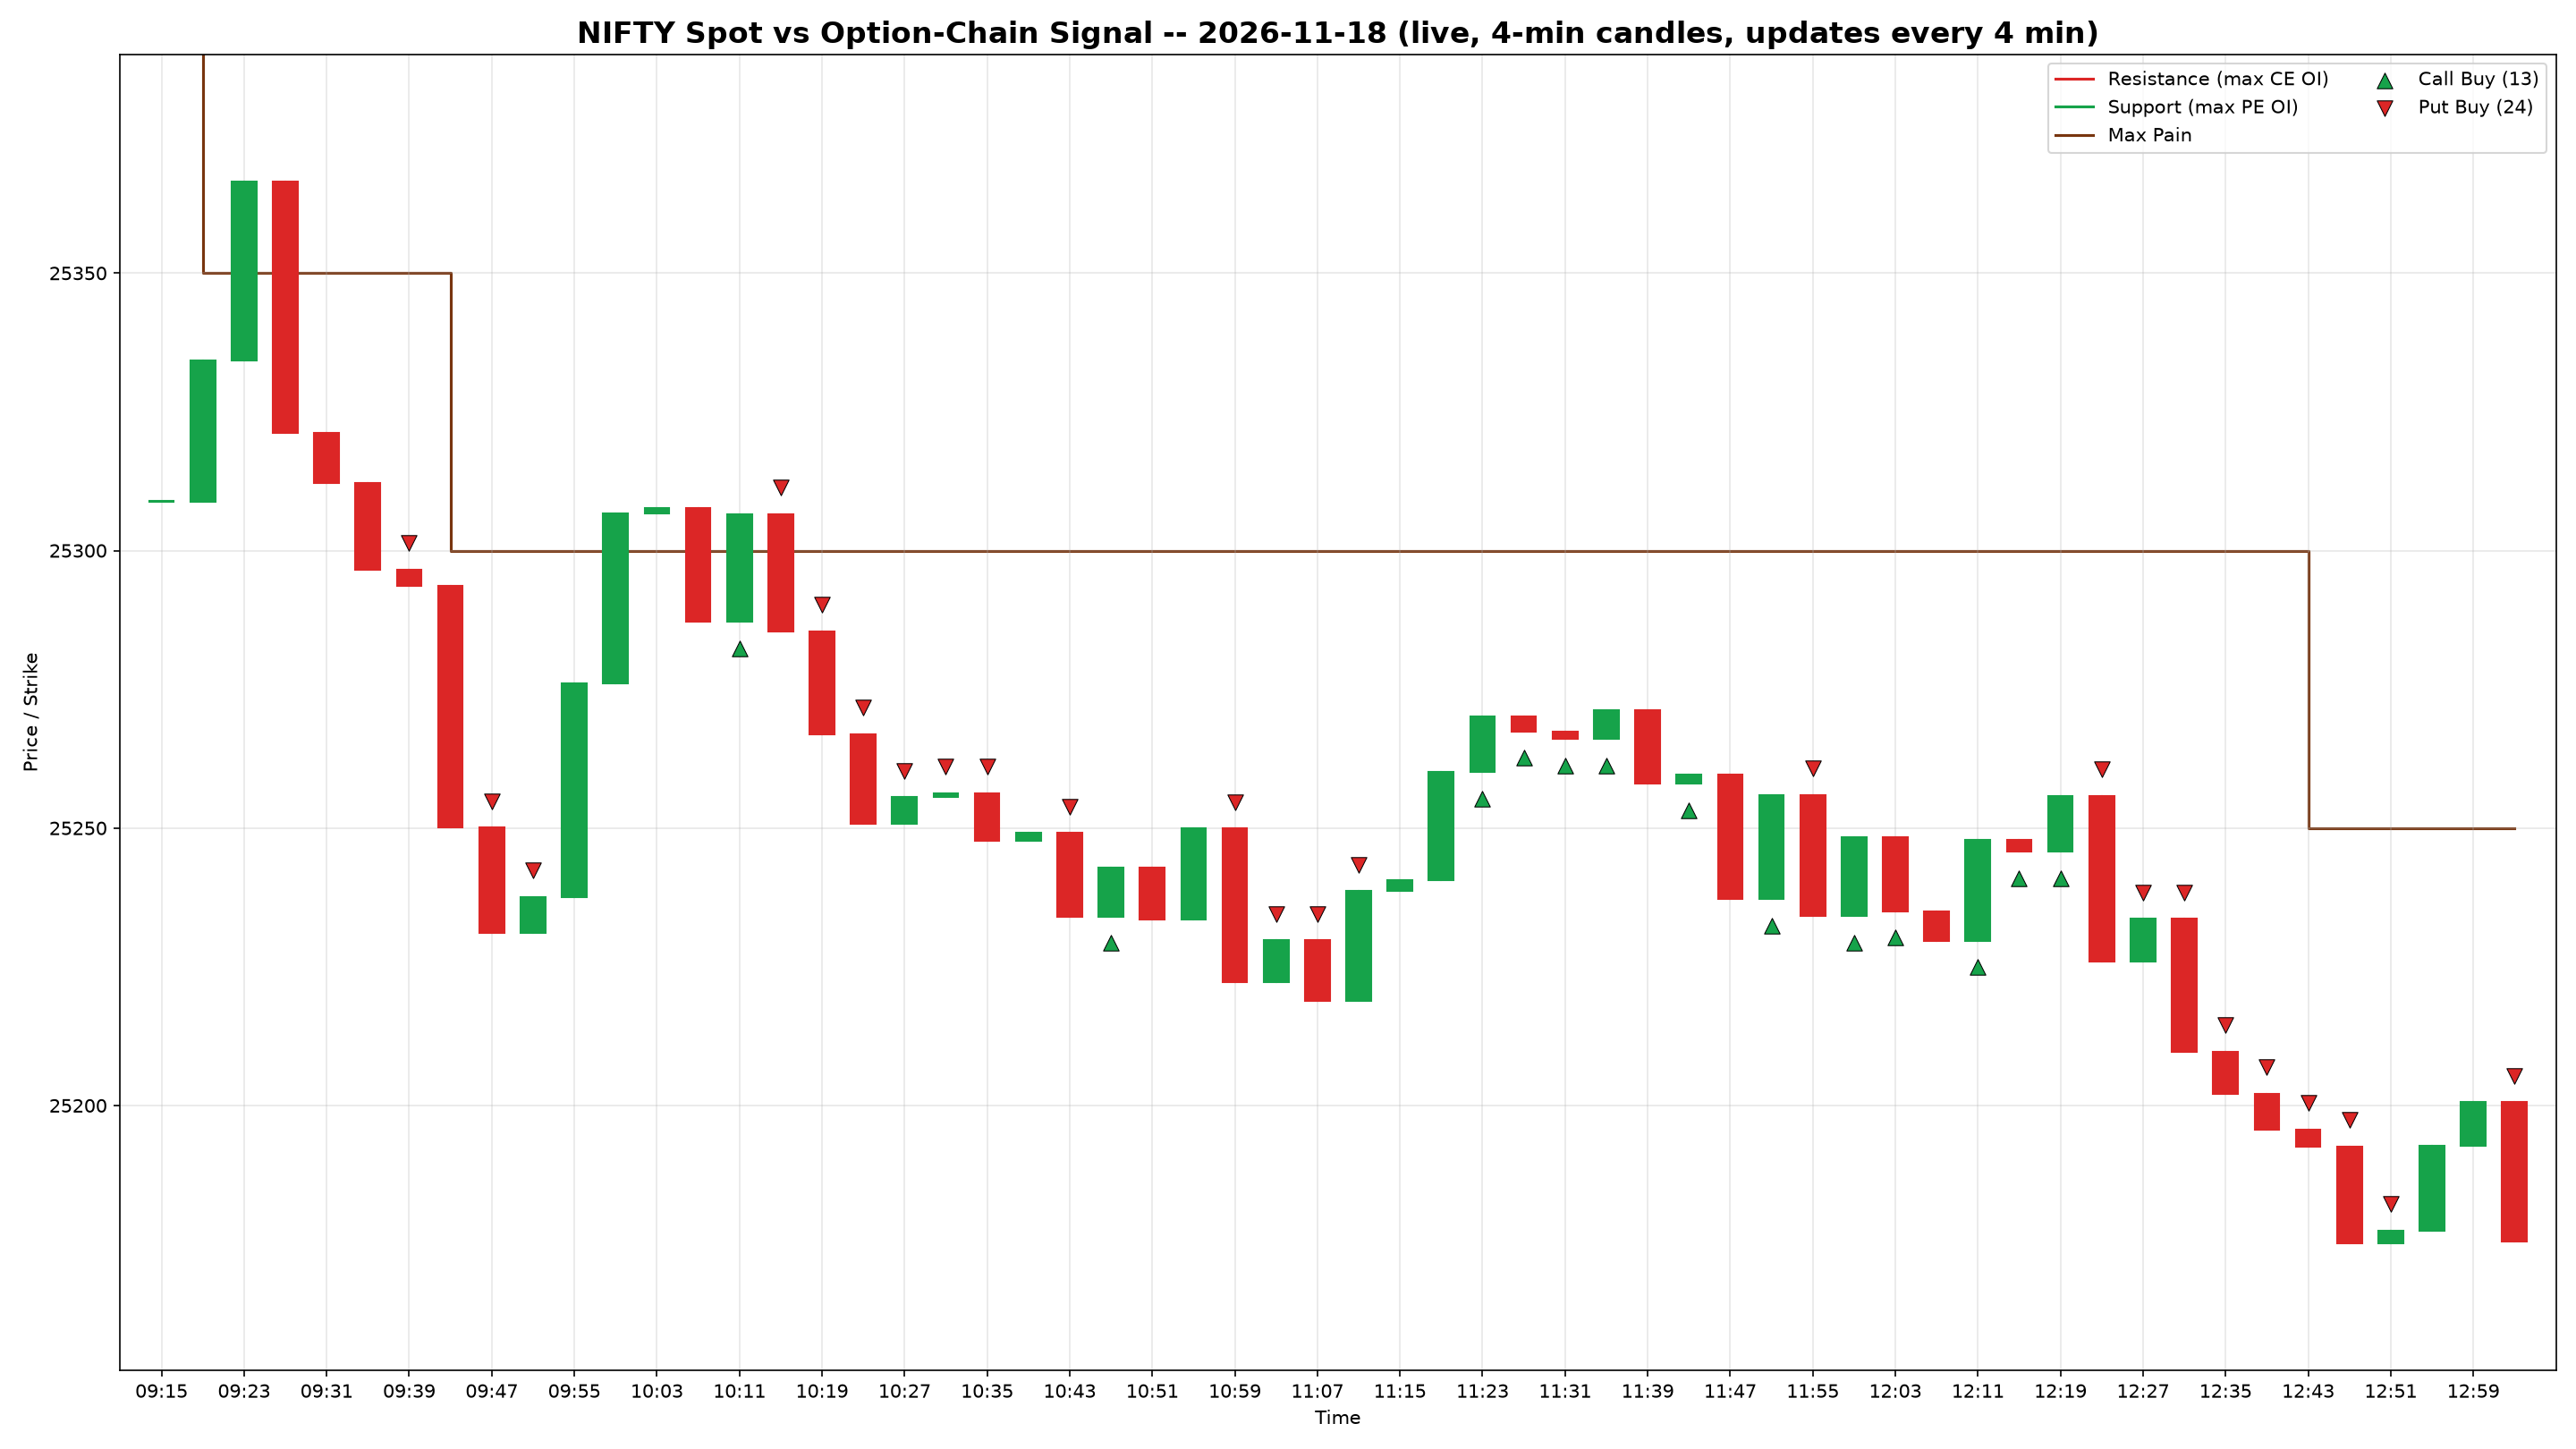 NIFTY Spot vs Option-Chain Signal -- 2026-11-18 (live, 4-min candles, updates every 4 min)
Resistance (max CE OI)
Support (max PE OI)
Max Pain
Call Buy (13)
Put Buy (24)
Price / Strike
25350
25300
25250
25200
09:15 09:23 09:31 09:39 09:47 09:55 10:03 10:11 10:19 10:27 10:35 10:43 10:51 10:59 11:07 11:15 11:23 11:31 11:39 11:47 11:55 12:03 12:11 12:19 12:27 12:35 12:43 12:51 12:59
Time